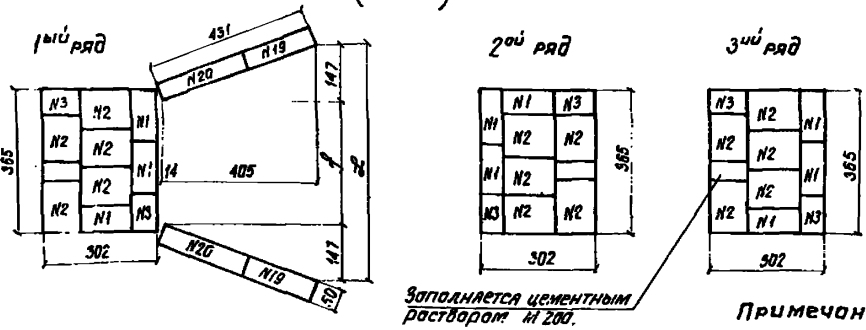 1ый ряд
2ой ряд
3ий ряд
431
N20
N19
147
365
N3
N2
N1
N2
N2
N2
N2
N1
N1
N3
14
405
302
N20
N19
147
50
N1
N1
N3
N2
N1
N2
N2
N3
N2
N2
365
302
N3
N2
N1
N2
N2
N2
N2
N1
N1
N3
365
302
Заполняется цементным
раствором м 200.
Примечан